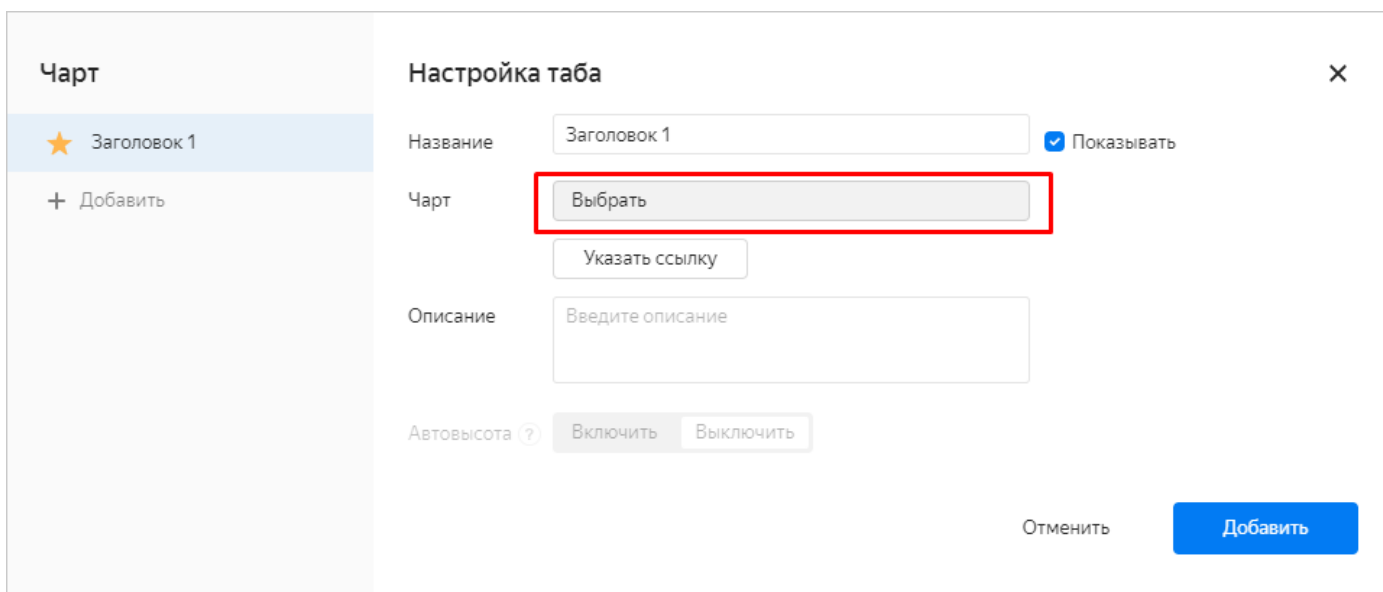 Чарт
Заголовок 1
Добавить
Настройка таба
Название
Заголовок 1
Показывать
Чарт
Выбрать
Указать ссылку
Описание
Введите описание
Автовысота ?
Включить
Выключить
Отменить
Добавить